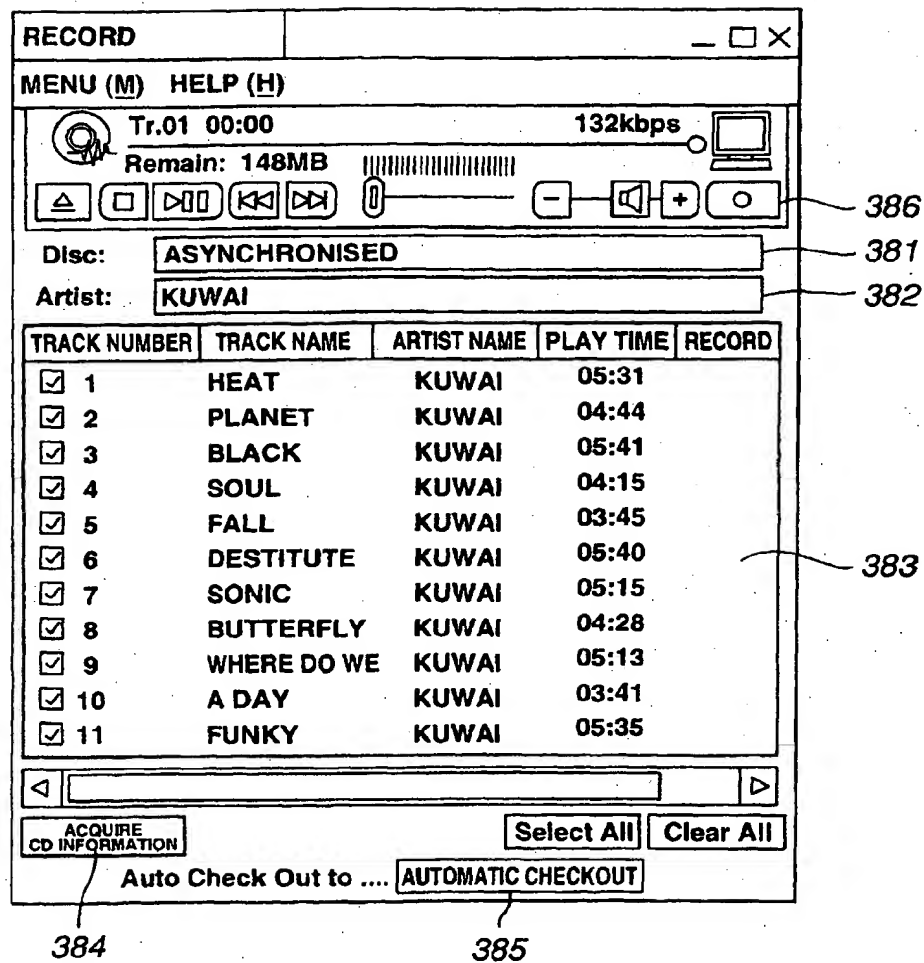 RECORD
MENU (M) HELP (H)
Tr.01 00:00 132kbps
Remain: 148MB
386
Disc: ASYNCHRONISED 381
Artist: KUWAI 382
TRACK NUMBER TRACK NAME ARTIST NAME PLAY TIME RECORD
1 HEAT KUWAI 05:31
2 PLANET KUWAI 04:44
3 BLACK KUWAI 05:41
4 SOUL KUWAI 04:15
5 FALL KUWAI 03:45
6 DESTITUTE KUWAI 05:40
383
7 SONIC KUWAI 05:15
8 BUTTERFLY KUWAI 04:28
9 WHERE DO WE KUWAI 05:13
10 A DAY KUWAI 03:41
11 FUNKY KUWAI 05:35
ACQUIRE
CD INFORMATION
Select All Clear All
Auto Check Out to .... AUTOMATIC CHECKOUT
384 385